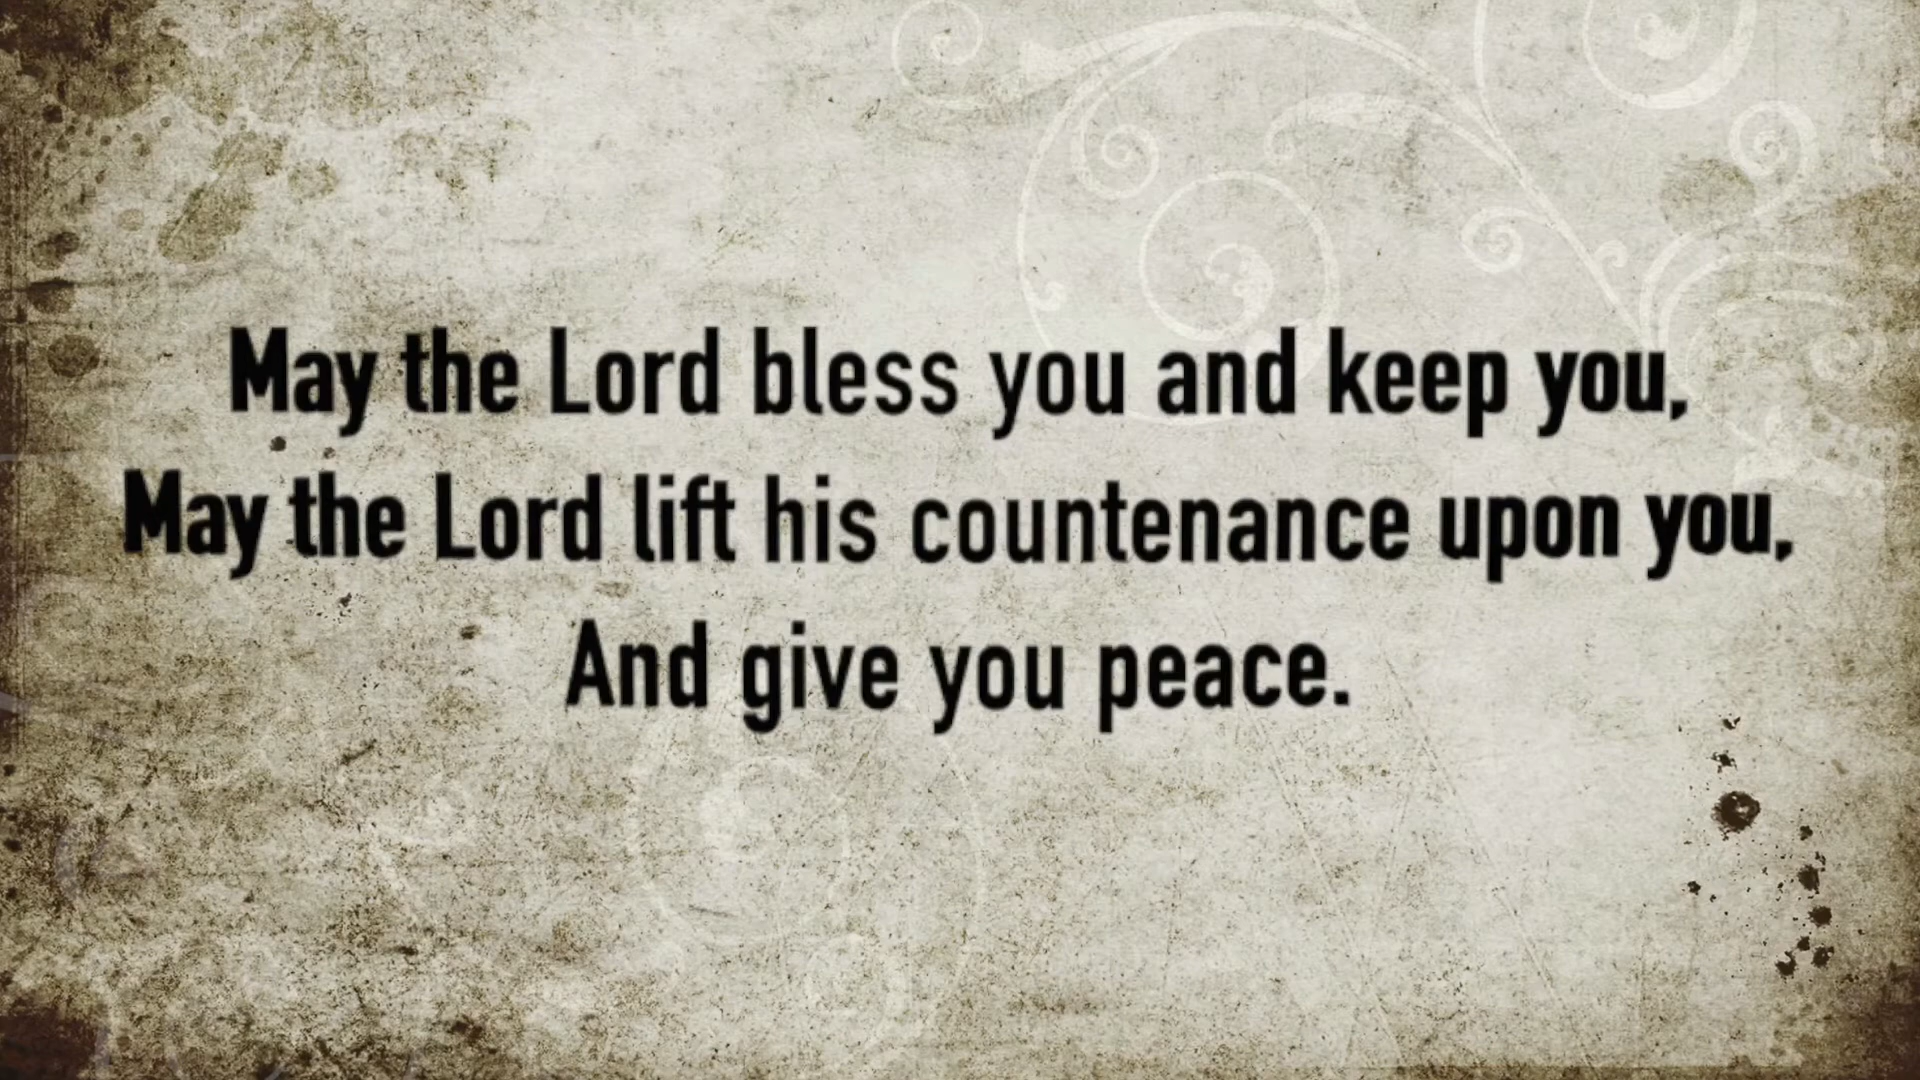 May the Lord bless you and keep you,
May the Lord lift his countenance upon you,
And give you peace.